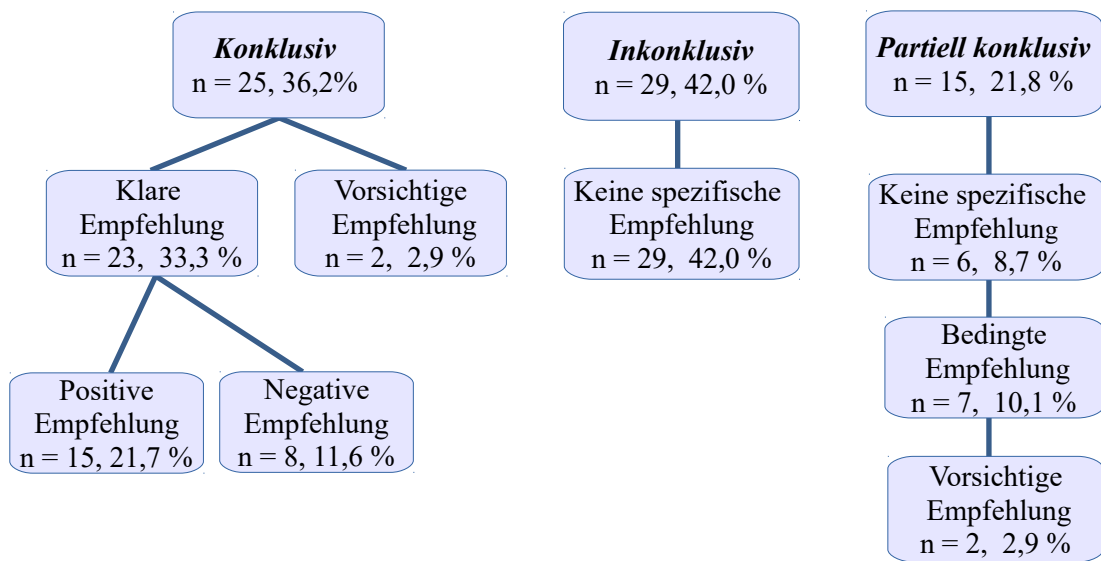 Konklusiv
n = 25, 36,2%
Klare
Empfehlung
n = 23,  33,3 %
Vorsichtige
Empfehlung
n = 2,  2,9 %
Positive
Empfehlung
n = 15, 21,7 %
Negative
Empfehlung
n = 8, 11,6 %
Inkonklusiv
n = 29, 42,0 %
Keine spezifische
Empfehlung
n = 29,  42,0 %
Partiell konklusiv
n = 15,  21,8 %
Keine spezifische
Empfehlung
n = 6,  8,7 %
Bedingte
Empfehlung
n = 7,  10,1 %
Vorsichtige
Empfehlung
n = 2,  2,9 %